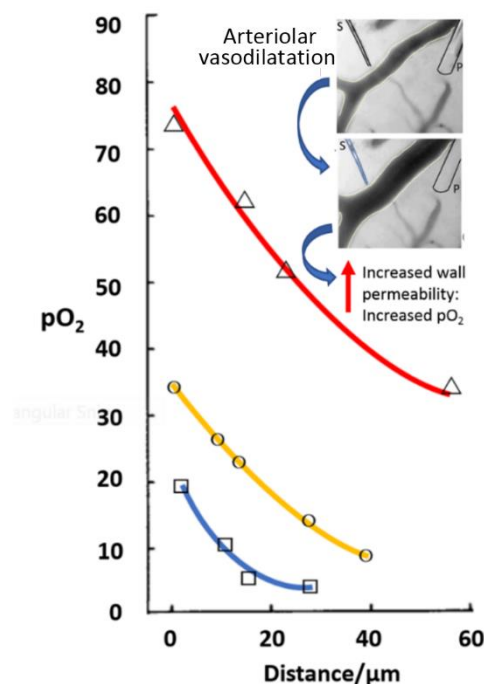 90
80
70
60
50
40
30
20
10
0
pO₂
Arteriolar
vasodilatation
S
P
S
P
Increased wall
permeability:
Increased pO₂
0
20
40
60
Distance/µm